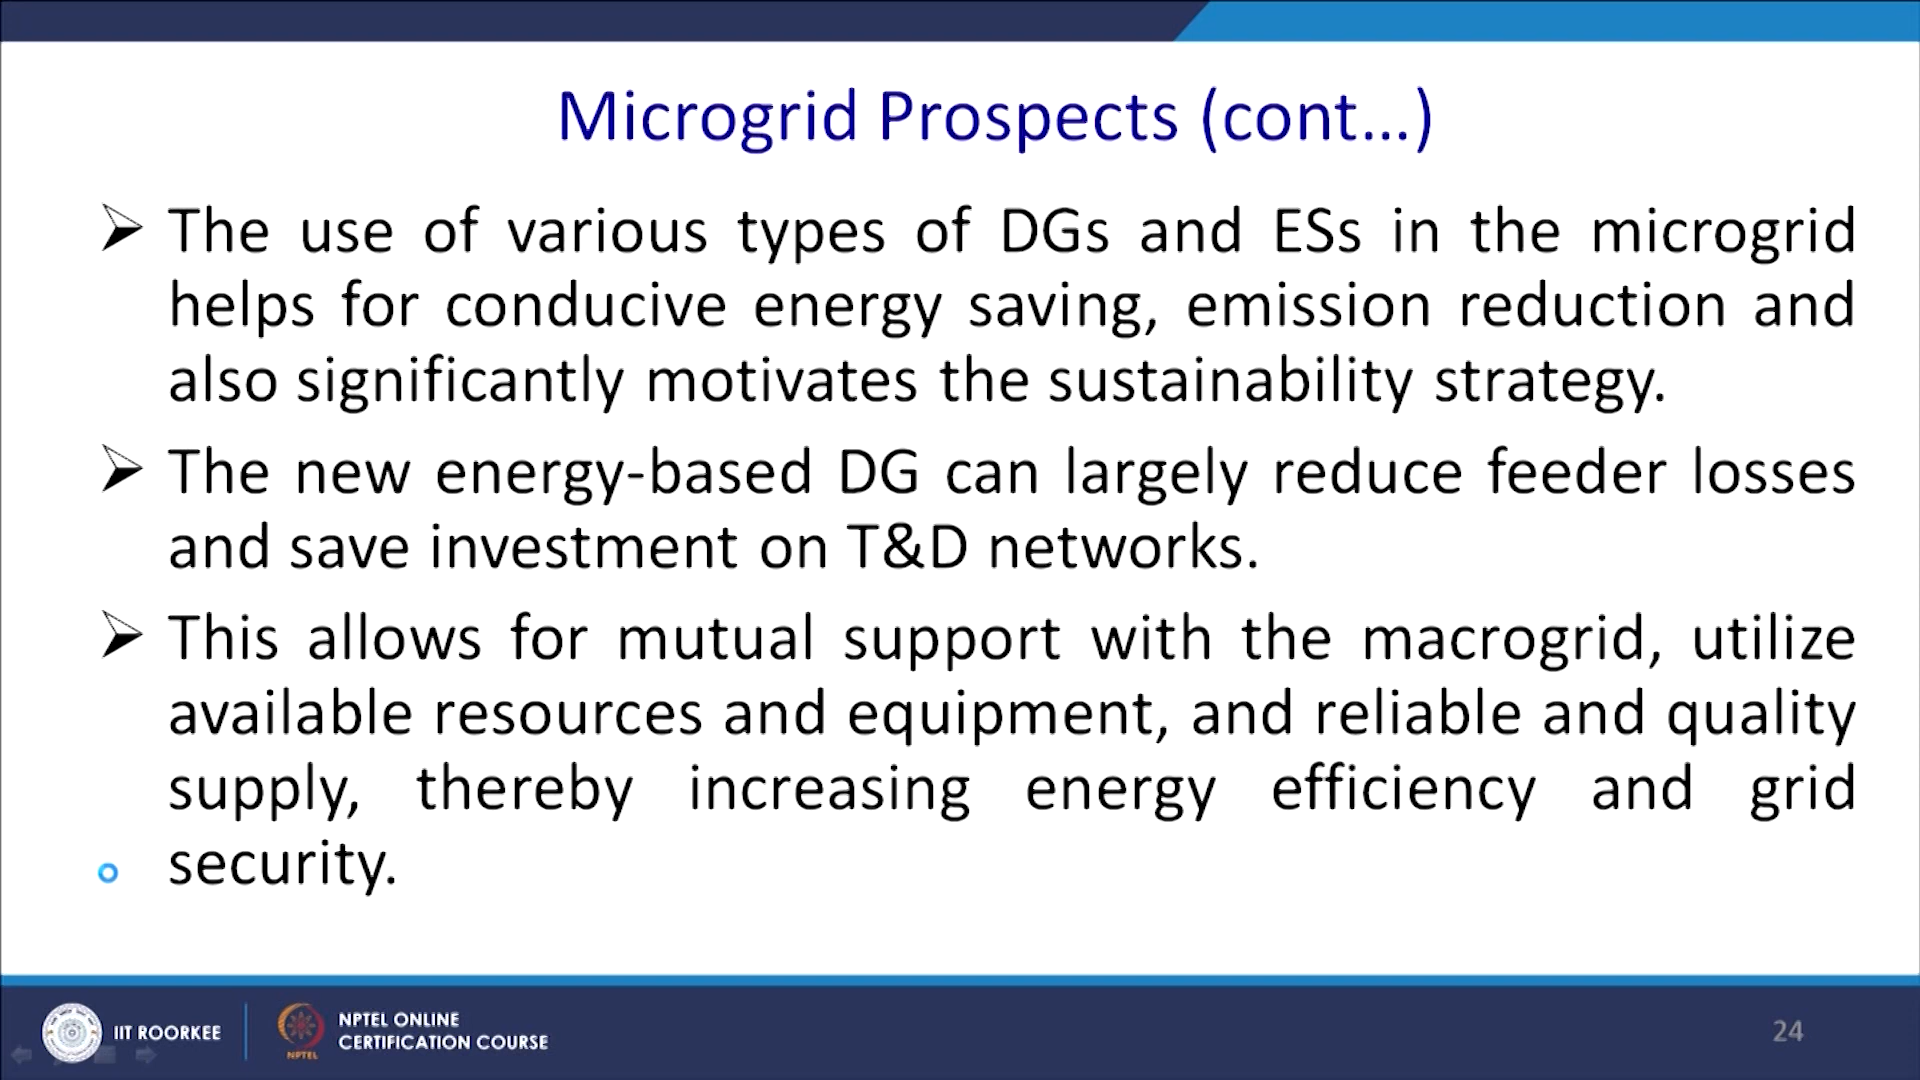 Microgrid Prospects (cont...)
The use of various types of DGs and ESs in the microgrid
helps for conducive energy saving, emission reduction and
also significantly motivates the sustainability strategy.
The new energy-based DG can largely reduce feeder losses
and save investment on T&D networks.
This allows for mutual support with the macrogrid, utilize
available resources and equipment, and reliable and quality
supply, thereby increasing energy efficiency and grid
security.
IIT ROORKEE
NPTEL
NPTEL ONLINE
CERTIFICATION COURSE
24